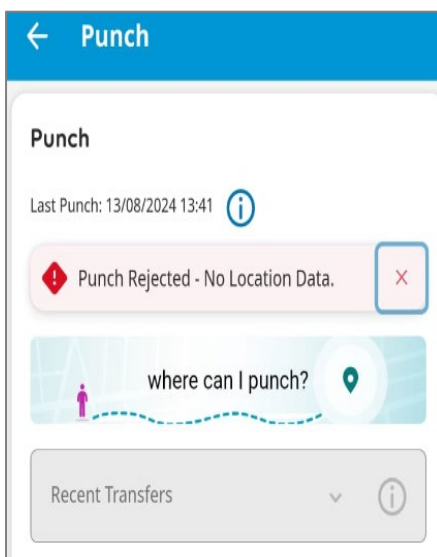 Punch
Punch
Last Punch: 13/08/2024 13:41
Punch Rejected - No Location Data.
where can I punch?
Recent Transfers